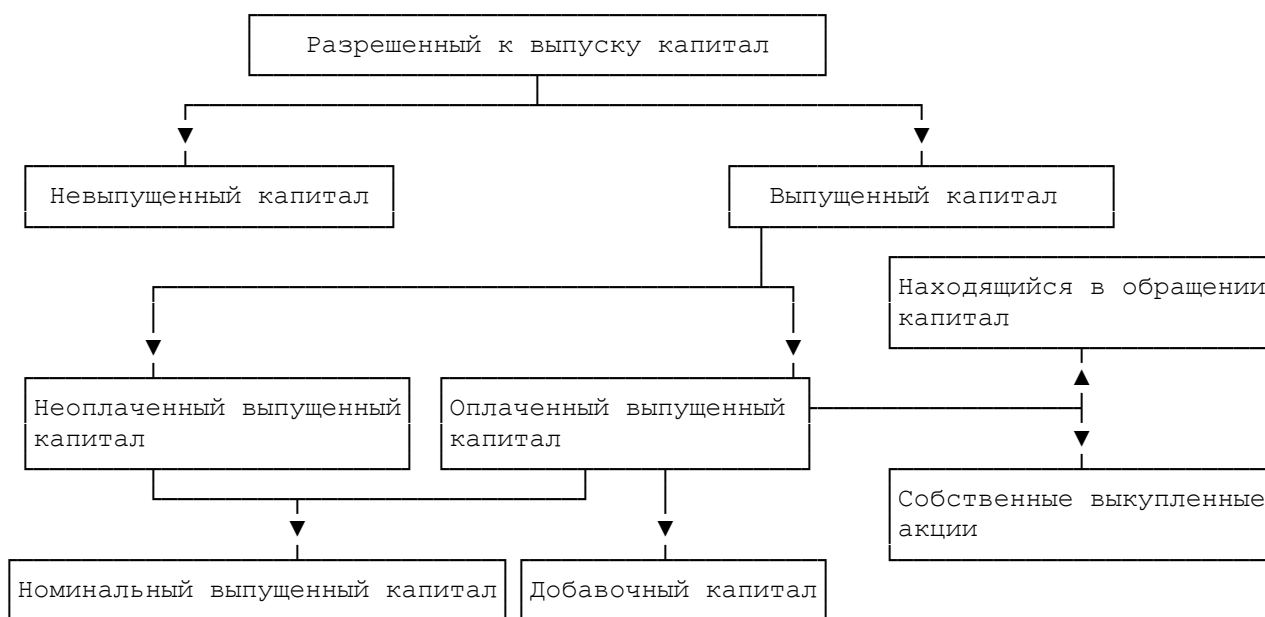 Разрешенный к выпуску капитал
Невыпущенный капитал
Выпущенный капитал
Находящийся в обращении
капитал
Неоплаченный выпущенный
капитал
Оплаченный выпущенный
капитал
Собственные выкупленные
акции
Номинальный выпущенный капитал
Добавочный капитал